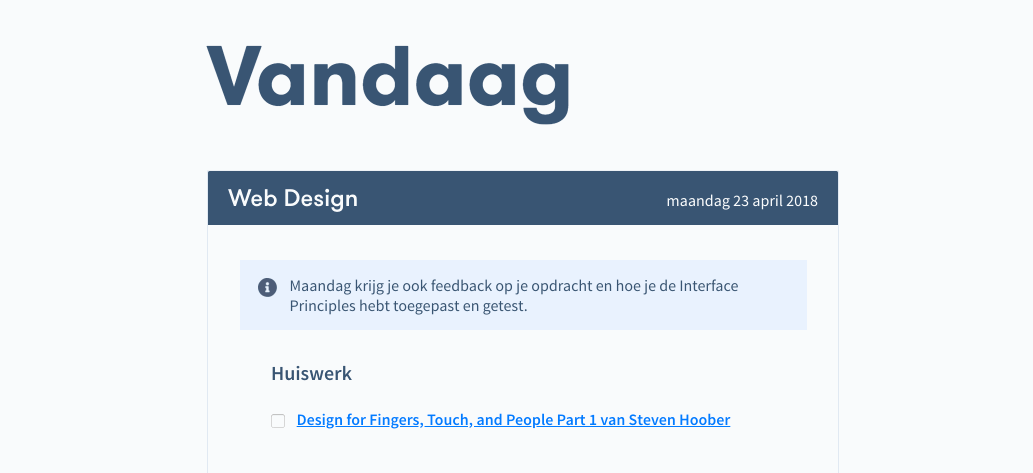 Vandaag
Web Design
maandag 23 april 2018
Maandag krijg je ook feedback op je opdracht en hoe je de Interface
Principles hebt toegepast en getest.
Huiswerk
Design for Fingers, Touch, and People Part 1 van Steven Hoober